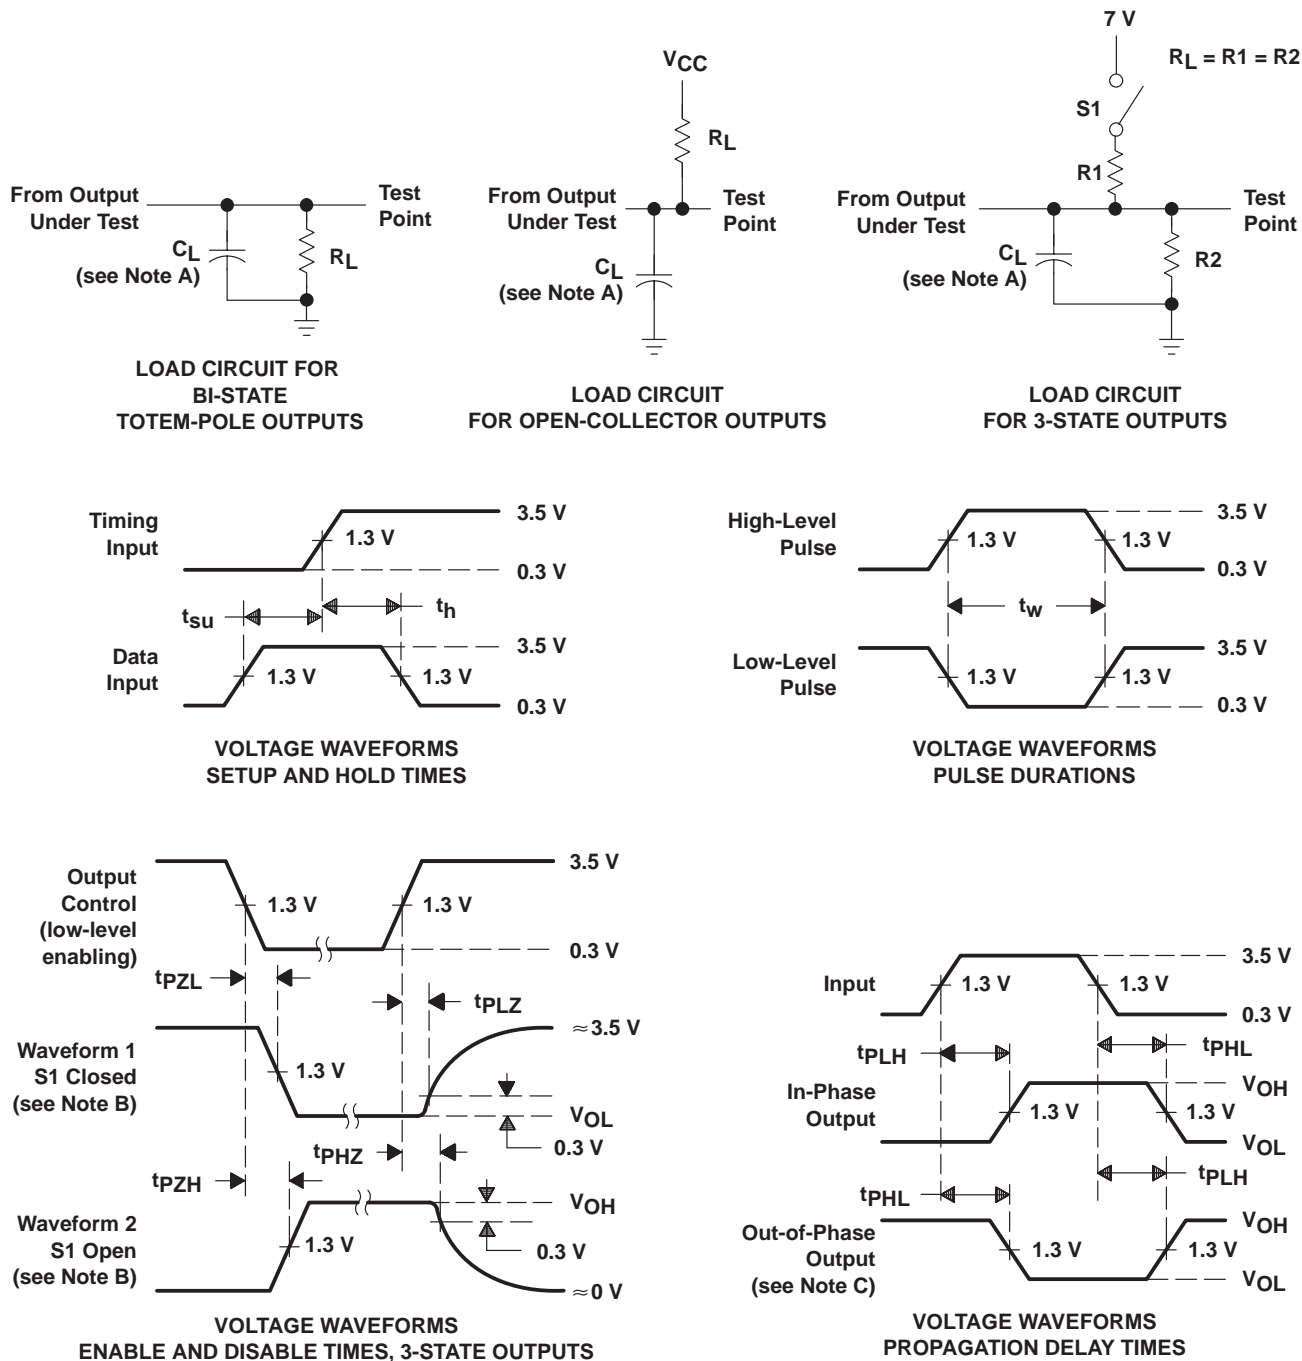 7 V
RL = R1 = R2
S1
R1
From Output
Under Test
Test
Point
CL
(see Note A)
R2
LOAD CIRCUIT
FOR 3-STATE OUTPUTS
VCC
RL
From Output
Under Test
Test
Point
CL
(see Note A)
LOAD CIRCUIT
FOR OPEN-COLLECTOR OUTPUTS
From Output
Under Test
Test
Point
CL
(see Note A)
RL
LOAD CIRCUIT FOR
BI-STATE
TOTEM-POLE OUTPUTS
Timing
Input
1.3 V
3.5 V
0.3 V
tsu
th
Data
Input
1.3 V
1.3 V
3.5 V
0.3 V
VOLTAGE WAVEFORMS
SETUP AND HOLD TIMES
High-Level
Pulse
1.3 V
1.3 V
3.5 V
0.3 V
tw
Low-Level
Pulse
1.3 V
1.3 V
3.5 V
0.3 V
VOLTAGE WAVEFORMS
PULSE DURATIONS
Output
Control
(low-level
enabling)
1.3 V
1.3 V
3.5 V
0.3 V
tPZL
tPLZ
Waveform 1
S1 Closed
(see Note B)
1.3 V
≈3.5 V
VOL
0.3 V
tPHZ
tPZH
Waveform 2
S1 Open
(see Note B)
1.3 V
VOH
0.3 V
≈0 V
VOLTAGE WAVEFORMS
ENABLE AND DISABLE TIMES, 3-STATE OUTPUTS
Input
1.3 V
1.3 V
3.5 V
0.3 V
tPLH
tPHL
In-Phase
Output
1.3 V
1.3 V
VOH
VOL
tPHL
tPLH
Out-of-Phase
Output
(see Note C)
1.3 V
1.3 V
VOH
VOL
VOLTAGE WAVEFORMS
PROPAGATION DELAY TIMES